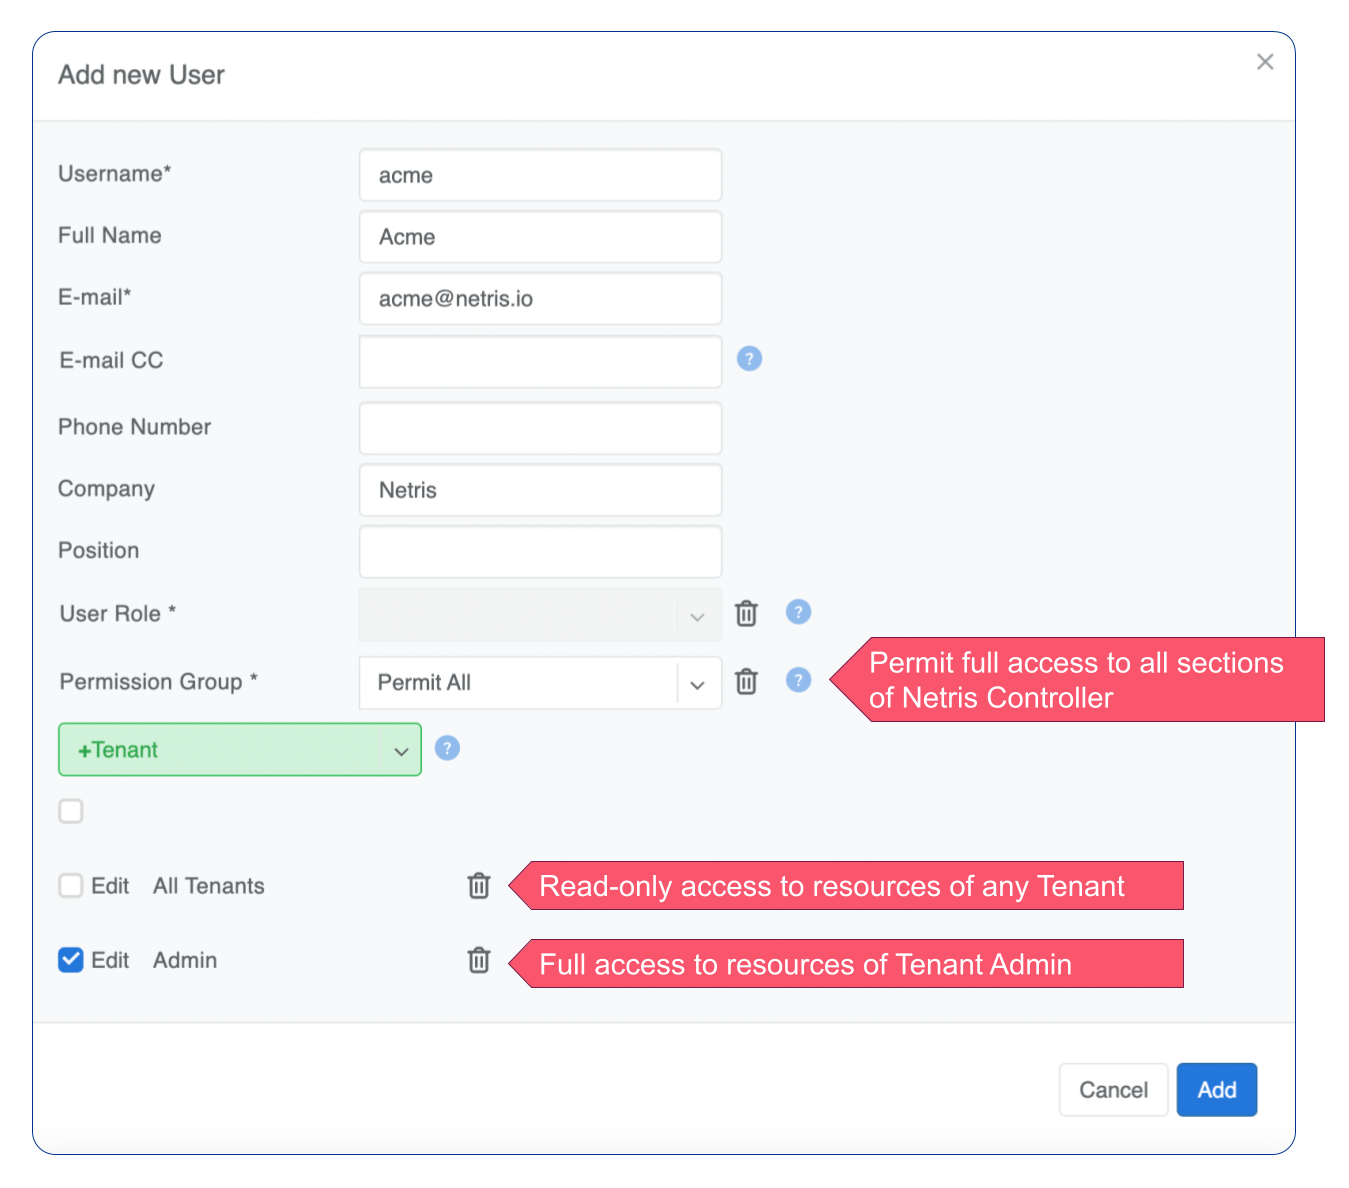 Add new User
Username* acme
Full Name Acme
E-mail* acme@netris.io
E-mail CC ?
Phone Number
Company Netris
Position
User Role * ?
Permission Group * Permit All ?
Permit full access to all sections
of Netris Controller
+Tenant ?
Edit All Tenants
Read-only access to resources of any Tenant
Edit Admin
Full access to resources of Tenant Admin
Cancel Add